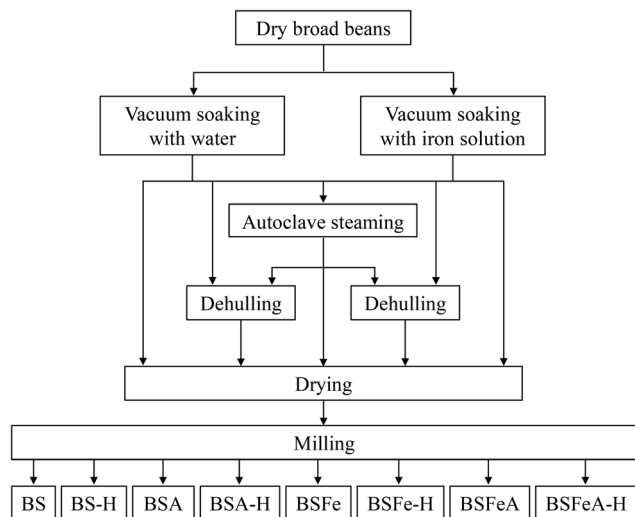 Dry broad beans
Vacuum soaking
with water
Vacuum soaking
with iron solution
Autoclave steaming
Dehulling
Dehulling
Drying
Milling
BS
BS-H
BSA
BSA-H
BSFe
BSFe-H
BSFeA
BSFeA-H